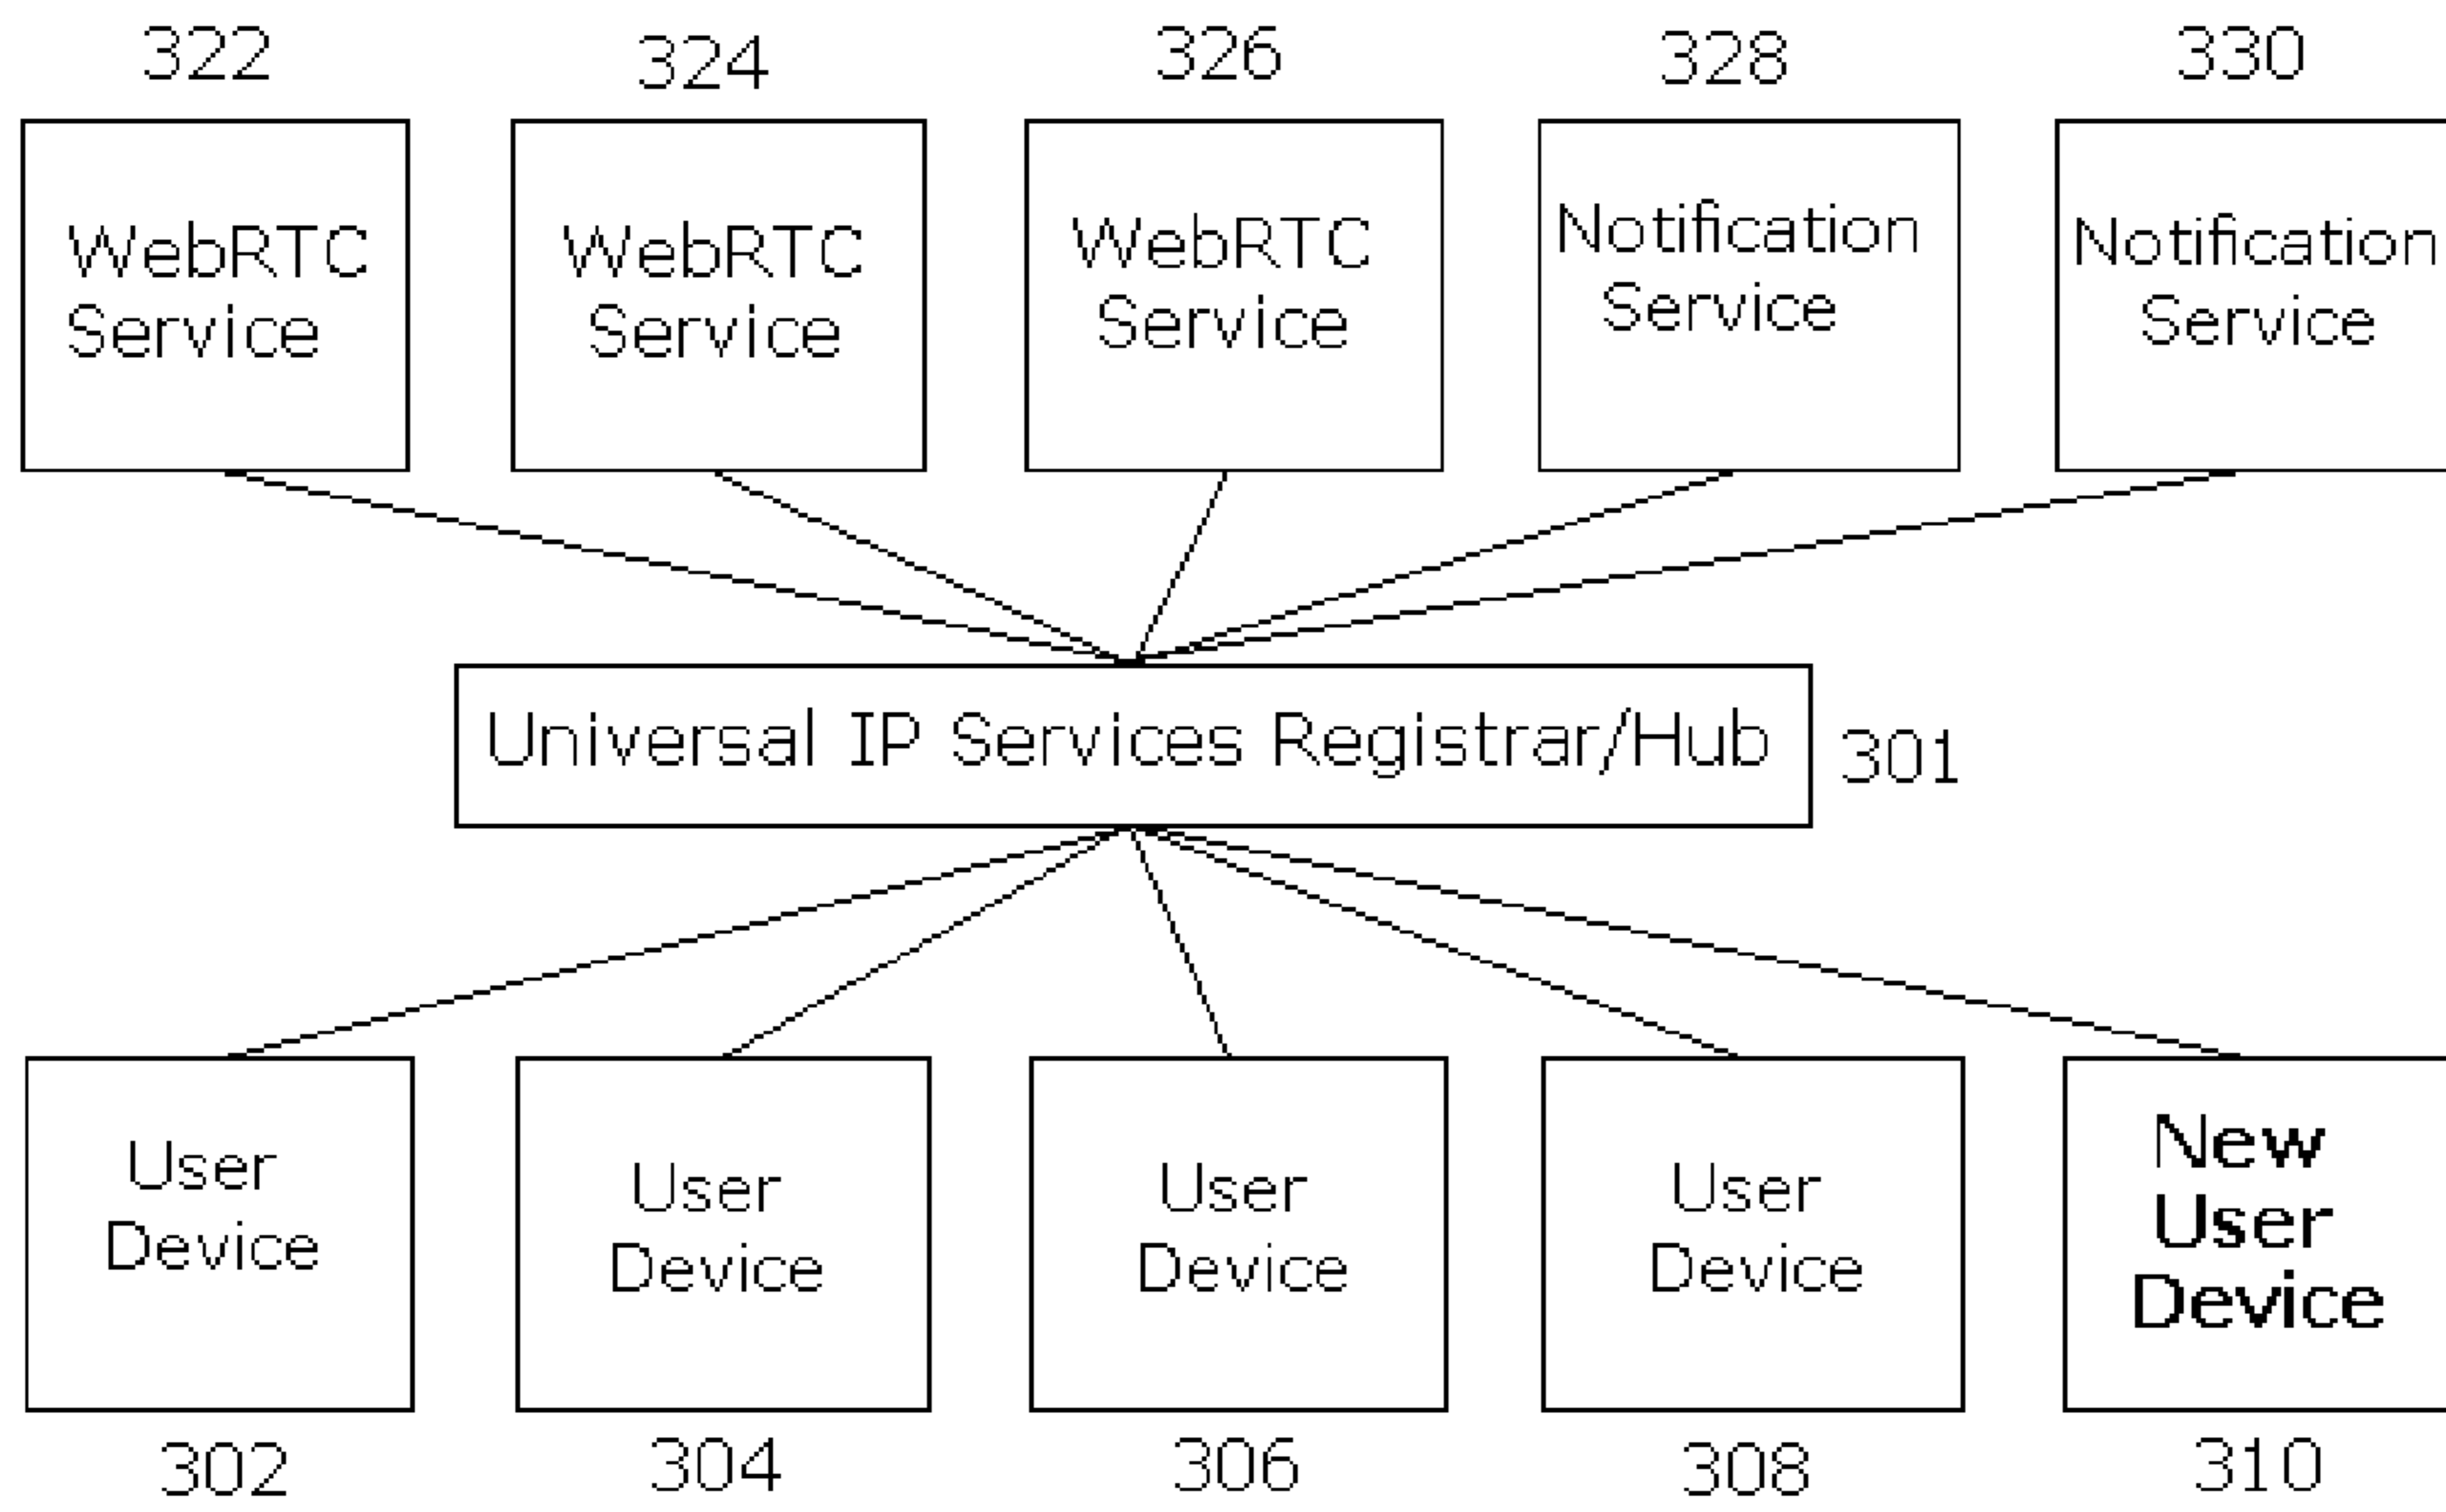 322
324
326
328
330
WebRTC
Service
WebRTC
Service
WebRTC
Service
Notification
Service
Notification
Service
Universal IP Services Registrar/Hub
301
User
Device
User
Device
User
Device
User
Device
New
User
Device
302
304
306
308
310